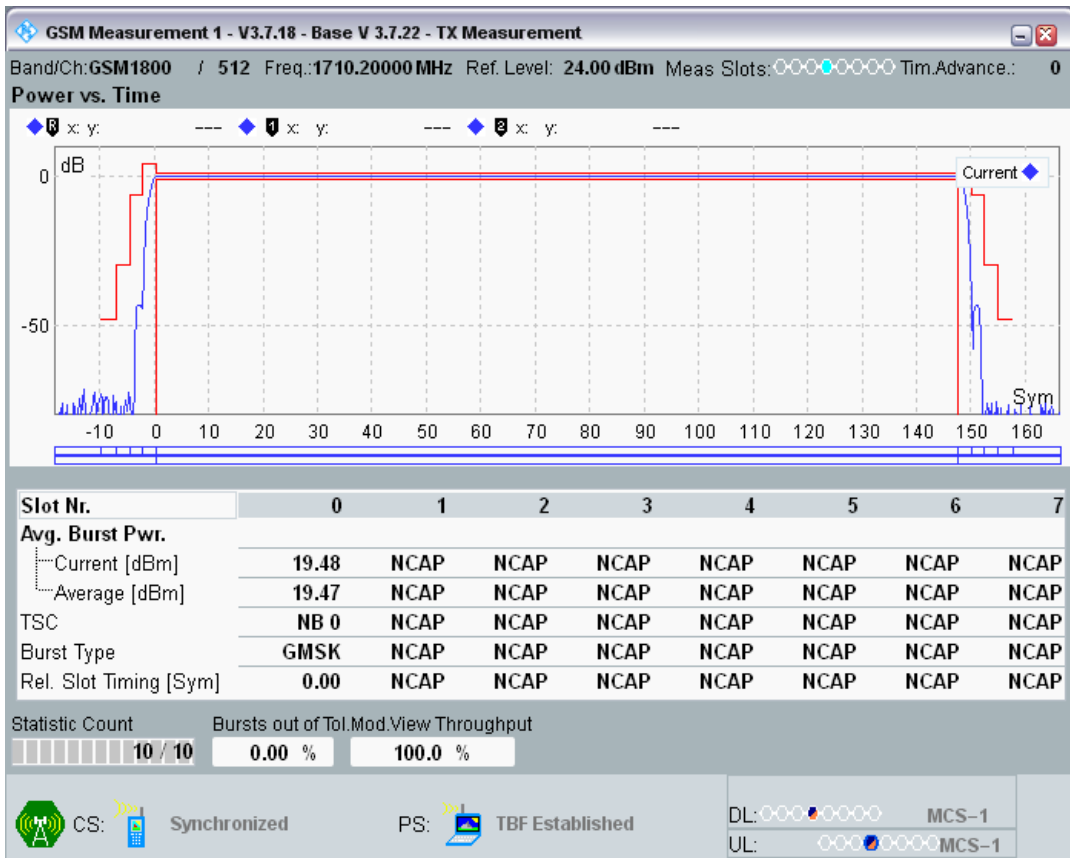 GSM Measurement 1 - V3.7.18 - Base V 3.7.22 - TX Measurement
Band/Ch:GSM1800 / 512 Freq.:1710.20000 MHz Ref. Level: 24.00 dBm Meas Slots: Tim.Advance.: 0
Power vs. Time
R x: y: --- 1 x: y: --- 2 x: y: ---
dB
Current
0
-50
Sym
-10 0 10 20 30 40 50 60 70 80 90 100 110 120 130 140 150 160
Slot Nr. 0 1 2 3 4 5 6 7
Avg. Burst Pwr.
Current [dBm] 19.48 NCAP NCAP NCAP NCAP NCAP NCAP NCAP
Average [dBm] 19.47 NCAP NCAP NCAP NCAP NCAP NCAP NCAP
TSC NB 0 NCAP NCAP NCAP NCAP NCAP NCAP NCAP
Burst Type GMSK NCAP NCAP NCAP NCAP NCAP NCAP NCAP
Rel. Slot Timing [Sym] 0.00 NCAP NCAP NCAP NCAP NCAP NCAP NCAP
Statistic Count Bursts out of Tol.Mod.View Throughput
10 / 10 0.00 % 100.0 %
CS: Synchronized PS: TBF Established
DL: MCS-1
UL: MCS-1